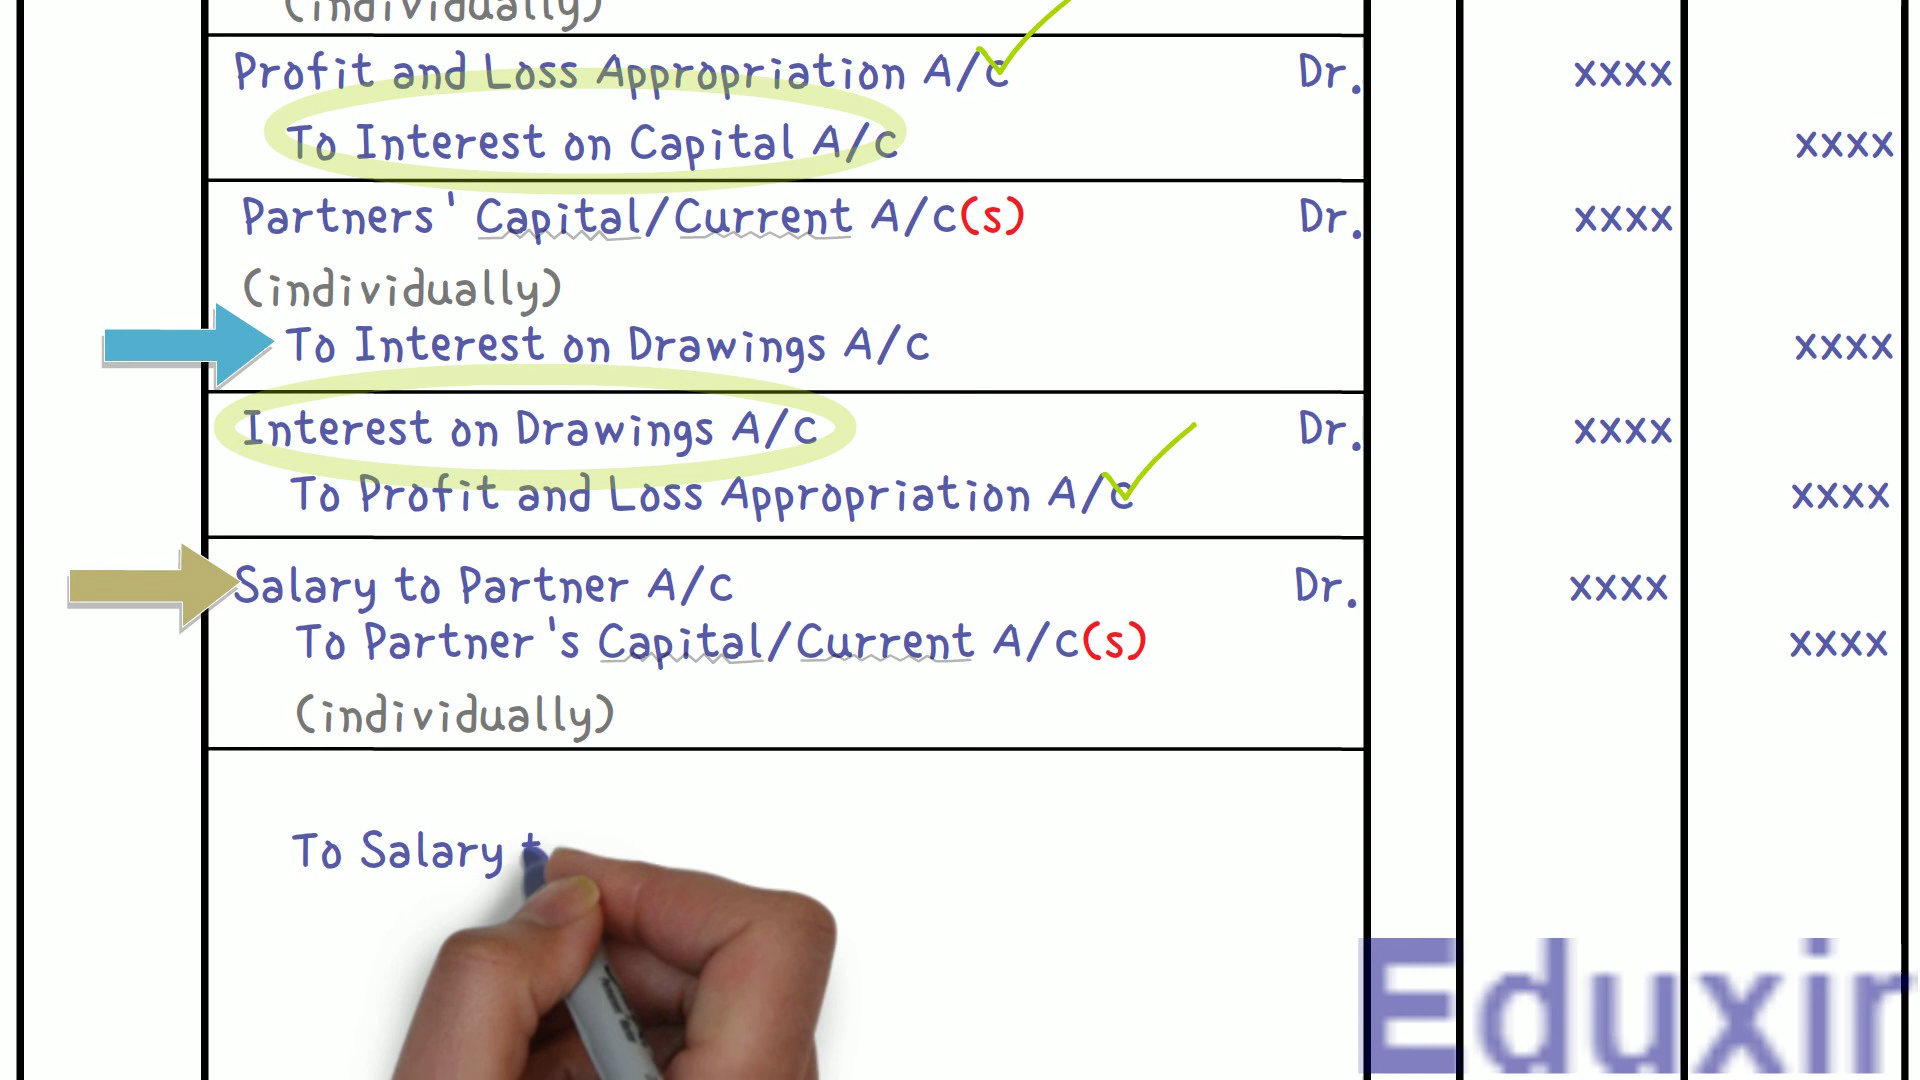 (individually)
Profit and Loss Appropriation A/c Dr. xxxx
To Interest on Capital A/c xxxx
Partners' Capital/Current A/c(s) Dr. xxxx
(individually)
To Interest on Drawings A/c xxxx
Interest on Drawings A/c Dr. xxxx
To Profit and Loss Appropriation A/c xxxx
Salary to Partner A/c Dr. xxxx
To Partner's Capital/Current A/c(s) xxxx
(individually)
To Salary t
Eduxir